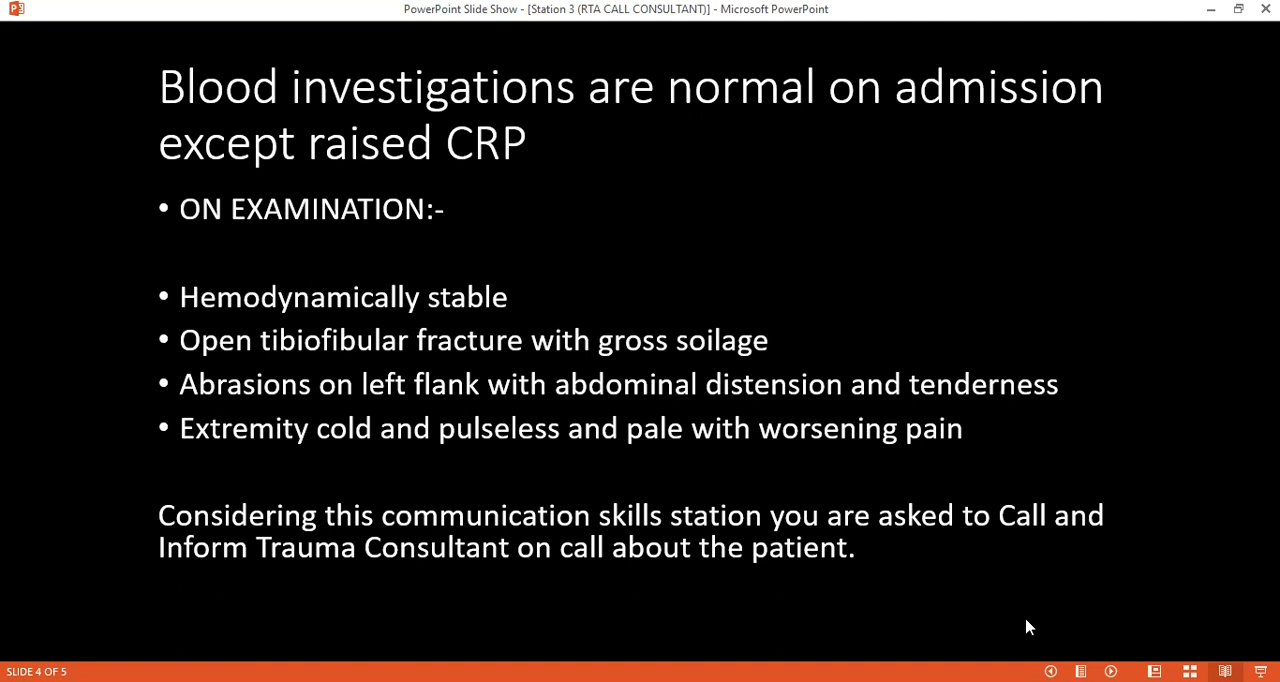 PowerPoint Slide Show - [Station 3 (RTA CALL CONSULTANT)] - Microsoft PowerPoint
Blood investigations are normal on admission
except raised CRP
• ON EXAMINATION:-
• Hemodynamically stable
• Open tibiofibular fracture with gross soilage
• Abrasions on left flank with abdominal distension and tenderness
• Extremity cold and pulseless and pale with worsening pain
Considering this communication skills station you are asked to Call and
Inform Trauma Consultant on call about the patient.
SLIDE 4 OF 5